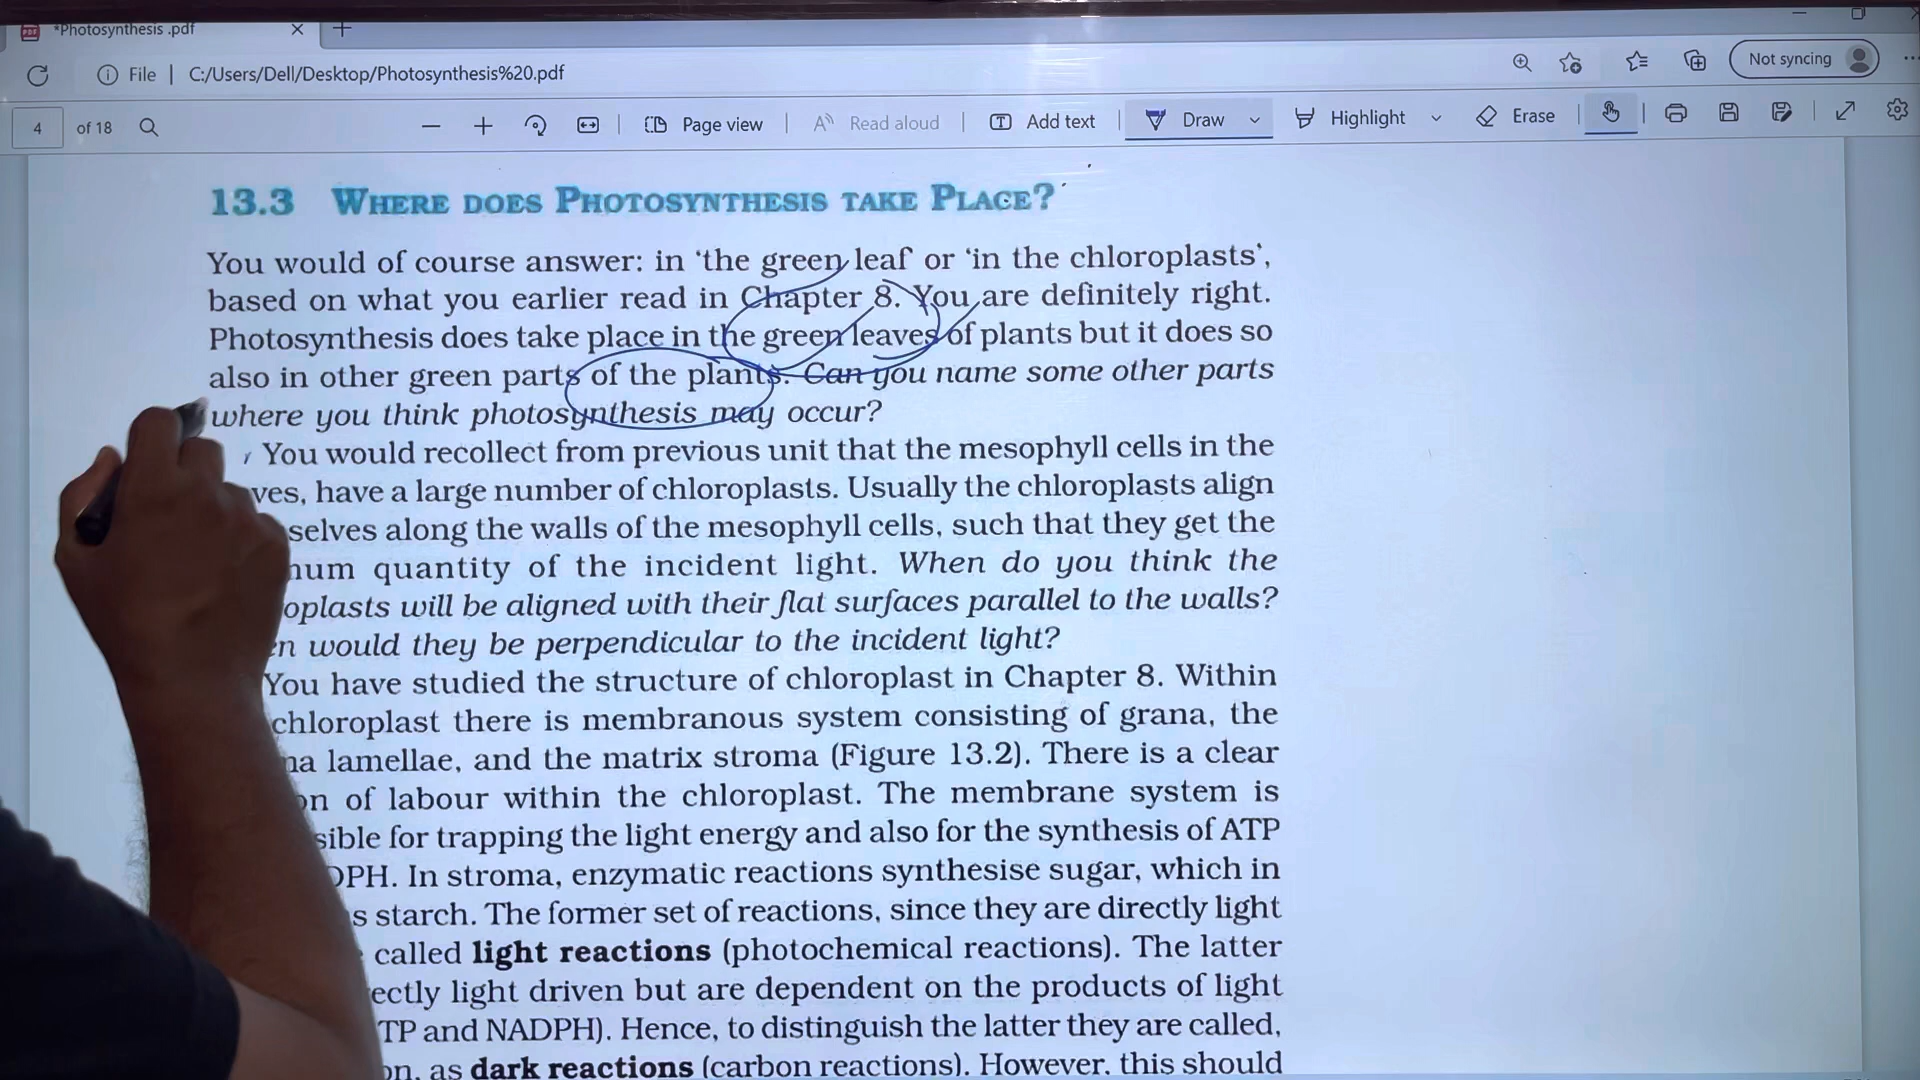 *Photosynthesis .pdf
File | C:/Users/Dell/Desktop/Photosynthesis%20.pdf
Not syncing
4 of 18
Page view
Read aloud
Add text
Draw
Highlight
Erase
13.3 WHERE DOES PHOTOSYNTHESIS TAKE PLACE?
You would of course answer: in ‘the green leaf or ‘in the chloroplasts’,
based on what you earlier read in Chapter 8. You are definitely right.
Photosynthesis does take place in the green leaves of plants but it does so
also in other green parts of the plants. Can you name some other parts
where you think photosynthesis may occur?
You would recollect from previous unit that the mesophyll cells in the
ves, have a large number of chloroplasts. Usually the chloroplasts align
selves along the walls of the mesophyll cells, such that they get the
num quantity of the incident light. When do you think the
oplasts will be aligned with their flat surfaces parallel to the walls?
en would they be perpendicular to the incident light?
You have studied the structure of chloroplast in Chapter 8. Within
chloroplast there is membranous system consisting of grana, the
na lamellae, and the matrix stroma (Figure 13.2). There is a clear
on of labour within the chloroplast. The membrane system is
sible for trapping the light energy and also for the synthesis of ATP
DPH. In stroma, enzymatic reactions synthesise sugar, which in
s starch. The former set of reactions, since they are directly light
called light reactions (photochemical reactions). The latter
ectly light driven but are dependent on the products of light
TP and NADPH). Hence, to distinguish the latter they are called,
on, as dark reactions (carbon reactions). However, this should